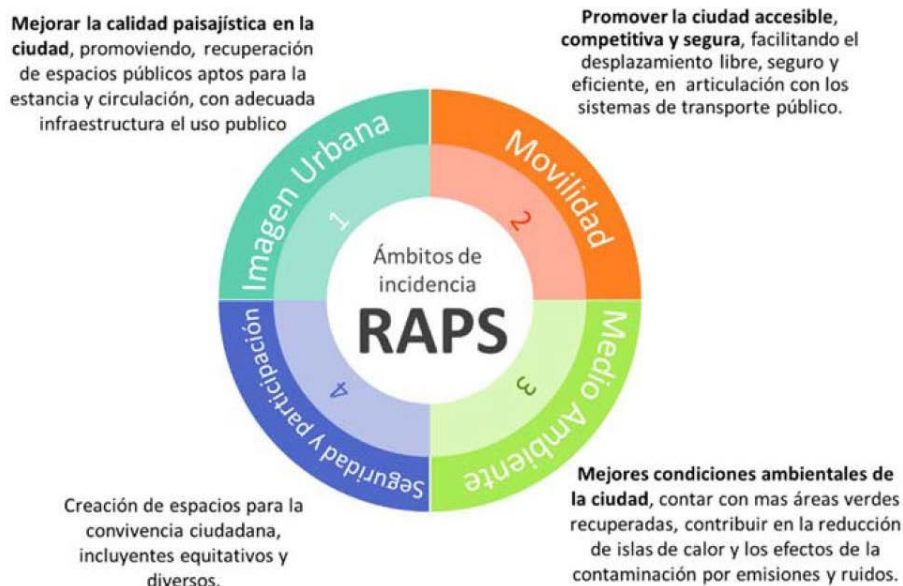 Mejorar la calidad paisajística en la
ciudad, promoviendo, recuperación
de espacios públicos aptos para la
estancia y circulación, con adecuada
infraestructura el uso publico
Promover la ciudad accesible,
competitiva y segura, facilitando el
desplazamiento libre, seguro y
eficiente, en articulación con los
sistemas de transporte público.
Imagen Urbana
1
Movilidad
2
Ámbitos de
incidencia
RAPS
Medio Ambiente
3
Seguridad y participación
4
Creación de espacios para la
convivencia ciudadana,
incluyentes equitativos y
diversos.
Mejores condiciones ambientales de
la ciudad, contar con mas áreas verdes
recuperadas, contribuir en la reducción
de islas de calor y los efectos de la
contaminación por emisiones y ruidos.